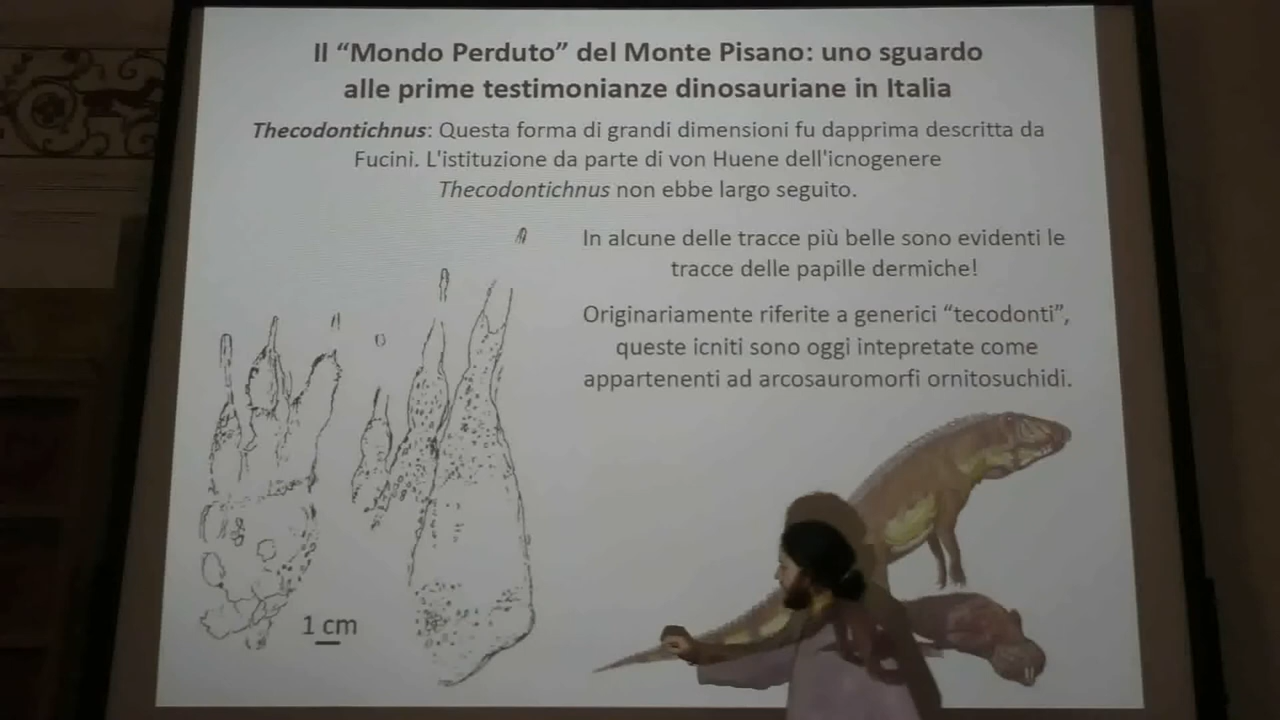 Il “Mondo Perduto” del Monte Pisano: uno sguardo
alle prime testimonianze dinosauriane in Italia
Thecodontichnus: Questa forma di grandi dimensioni fu dapprima descritta da
Fucini. L'istituzione da parte di von Huene dell'icnogenere
Thecodontichnus non ebbe largo seguito.
In alcune delle tracce più belle sono evidenti le
tracce delle papille dermiche!
Originariamente riferite a generici “tecodonti”,
queste icniti sono oggi intepretate come
appartenenti ad arcosauromorfi ornitosuchidi.
1 cm